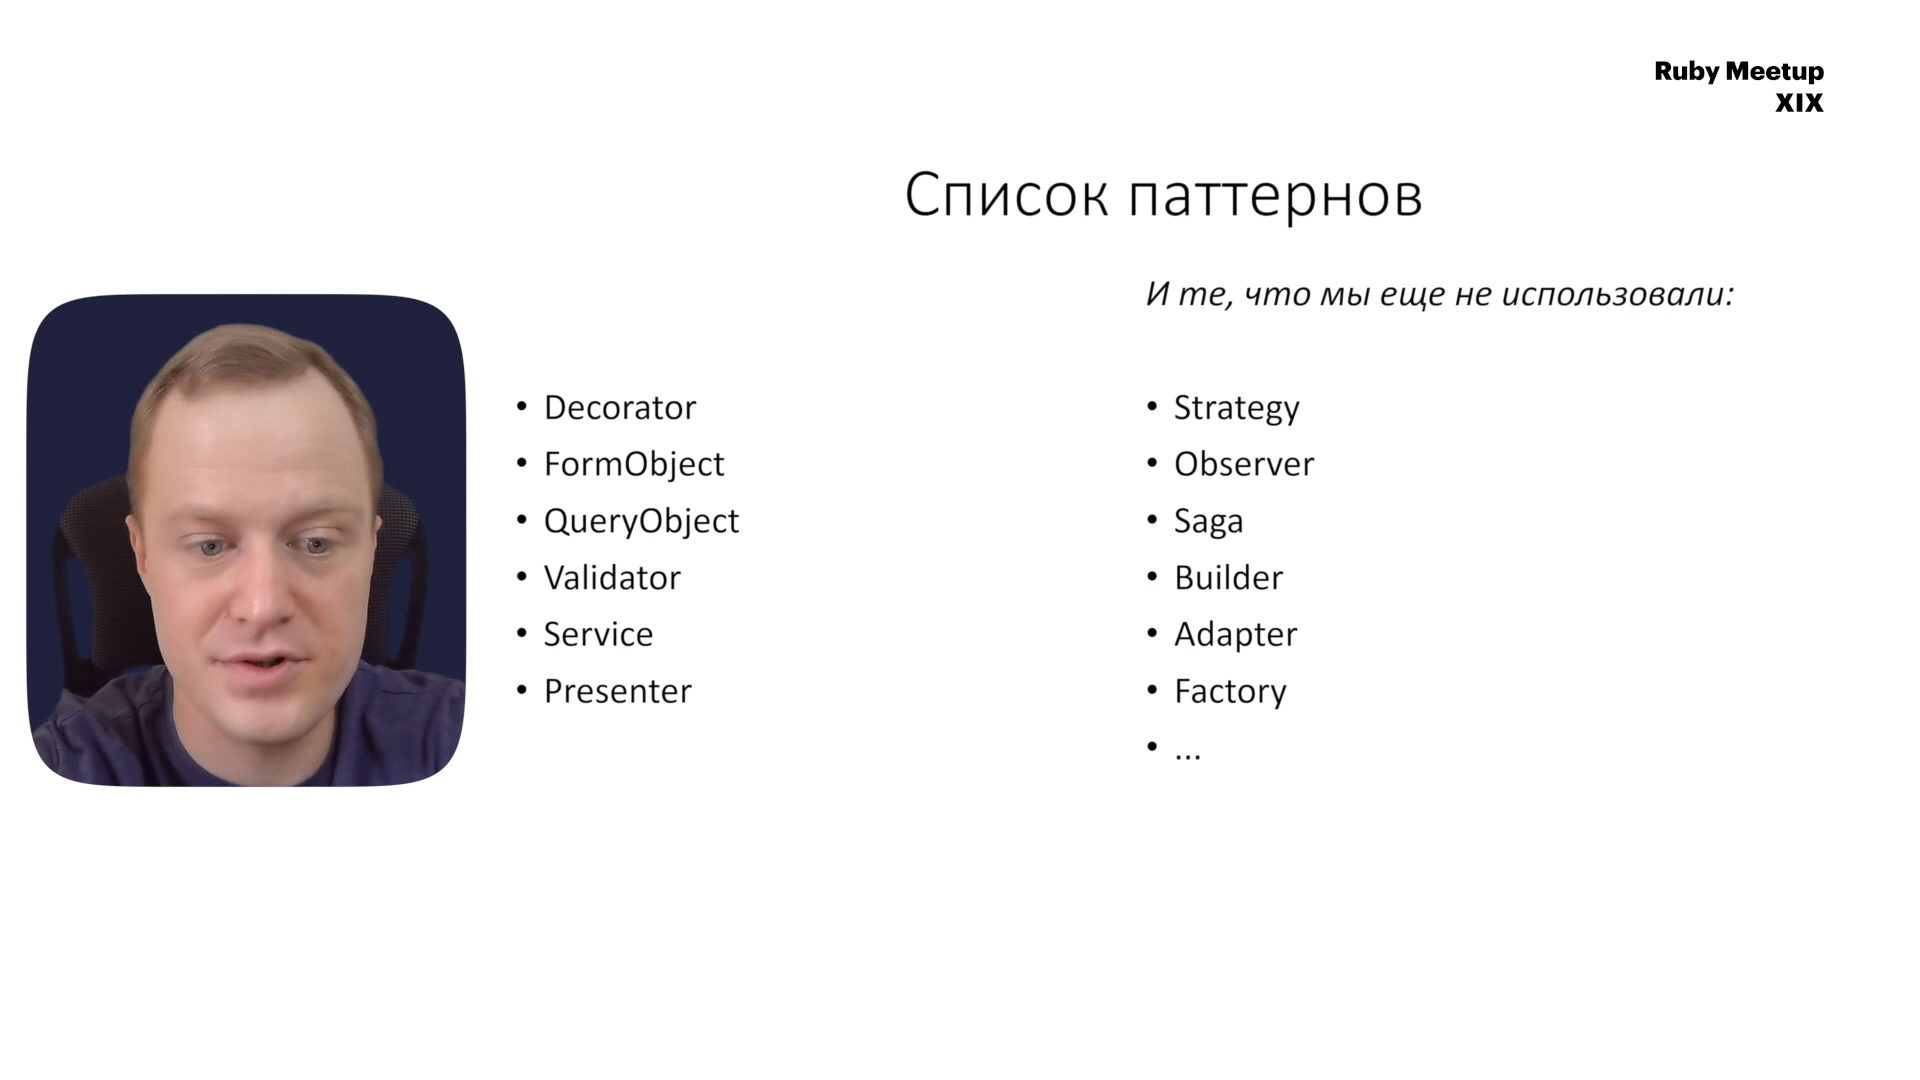 Ruby Meetup
XIX
Список паттернов
И те, что мы еще не использовали:
• Decorator
• FormObject
• QueryObject
• Validator
• Service
• Presenter
• Strategy
• Observer
• Saga
• Builder
• Adapter
• Factory
• ...